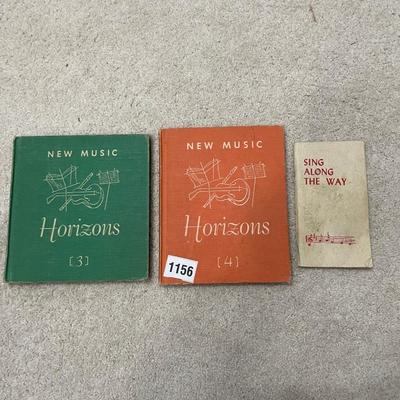 NEW MUSIC
Horizons
[3]
NEW MUSIC
Horizons
[4]
1156
SING
ALONG
THE WAY